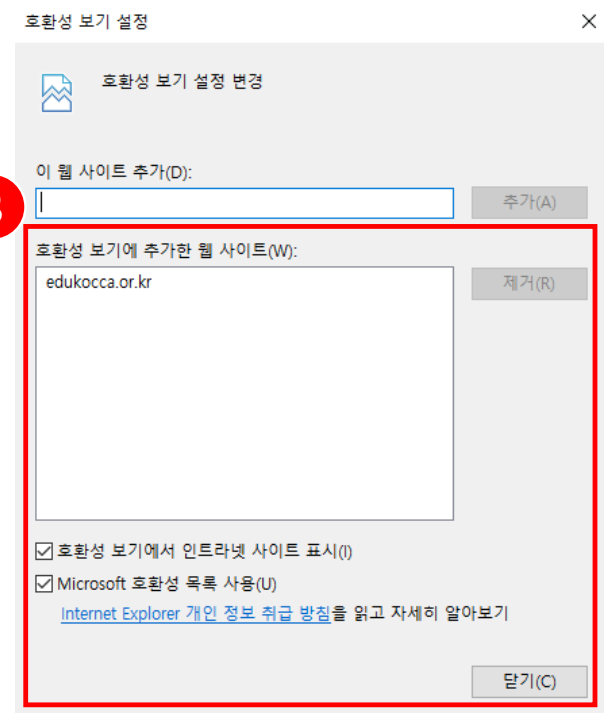 호환성 보기 설정
호환성 보기 설정 변경
이 웹 사이트 추가(D):
추가(A)
호환성 보기에 추가한 웹 사이트(W):
edukocca.or.kr
제거(R)
호환성 보기에서 인트라넷 사이트 표시(I)
Microsoft 호환성 목록 사용(U)
Internet Explorer 개인 정보 취급 방침을 읽고 자세히 알아보기
닫기(C)